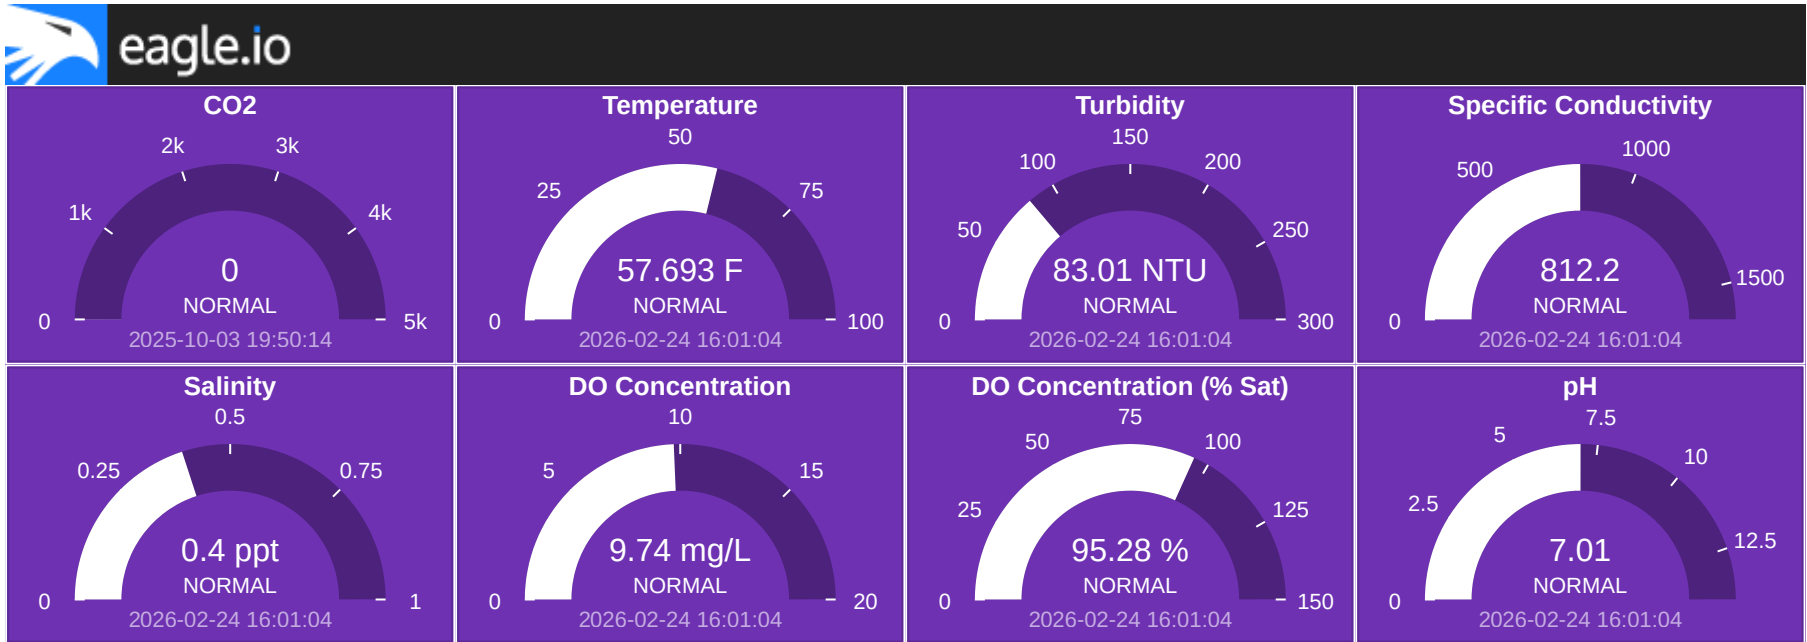 eagle.io
CO2
2k
3k
1k
4k
0
5k
0
NORMAL
2025-10-03 19:50:14
Temperature
50
25
75
0
100
57.693 F
NORMAL
2026-02-24 16:01:04
Turbidity
150
100
200
50
250
0
300
83.01 NTU
NORMAL
2026-02-24 16:01:04
Specific Conductivity
1000
500
1500
0
812.2
NORMAL
2026-02-24 16:01:04
Salinity
0.5
0.25
0.75
0
1
0.4 ppt
NORMAL
2026-02-24 16:01:04
DO Concentration
10
5
15
0
20
9.74 mg/L
NORMAL
2026-02-24 16:01:04
DO Concentration (% Sat)
75
50
100
25
125
0
150
95.28 %
NORMAL
2026-02-24 16:01:04
pH
7.5
5
10
2.5
12.5
0
7.01
NORMAL
2026-02-24 16:01:04